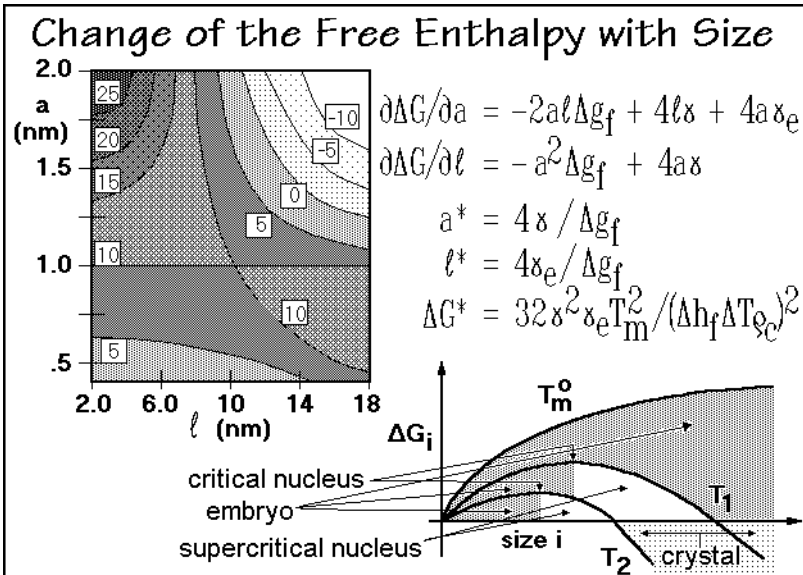 Change of the Free Enthalpy with Size
2.0
a
(nm)
1.5
1.0
.5
25
20
15
10
5
-10
-5
0
5
10
2.0 6.0 10 14 18
ℓ (nm)
∂ΔG/∂a = -2aℓΔg_f + 4ℓγ + 4aγ_e
∂ΔG/∂ℓ = -a²Δg_f + 4aγ
a* = 4γ/Δg_f
ℓ* = 4γ_e/Δg_f
ΔG* = 32γ²γ_eT_m²/(Δh_fΔTρ_c)²
ΔG_i
T_m^o
critical nucleus
embryo
supercritical nucleus
size i
T_1
T_2
crystal